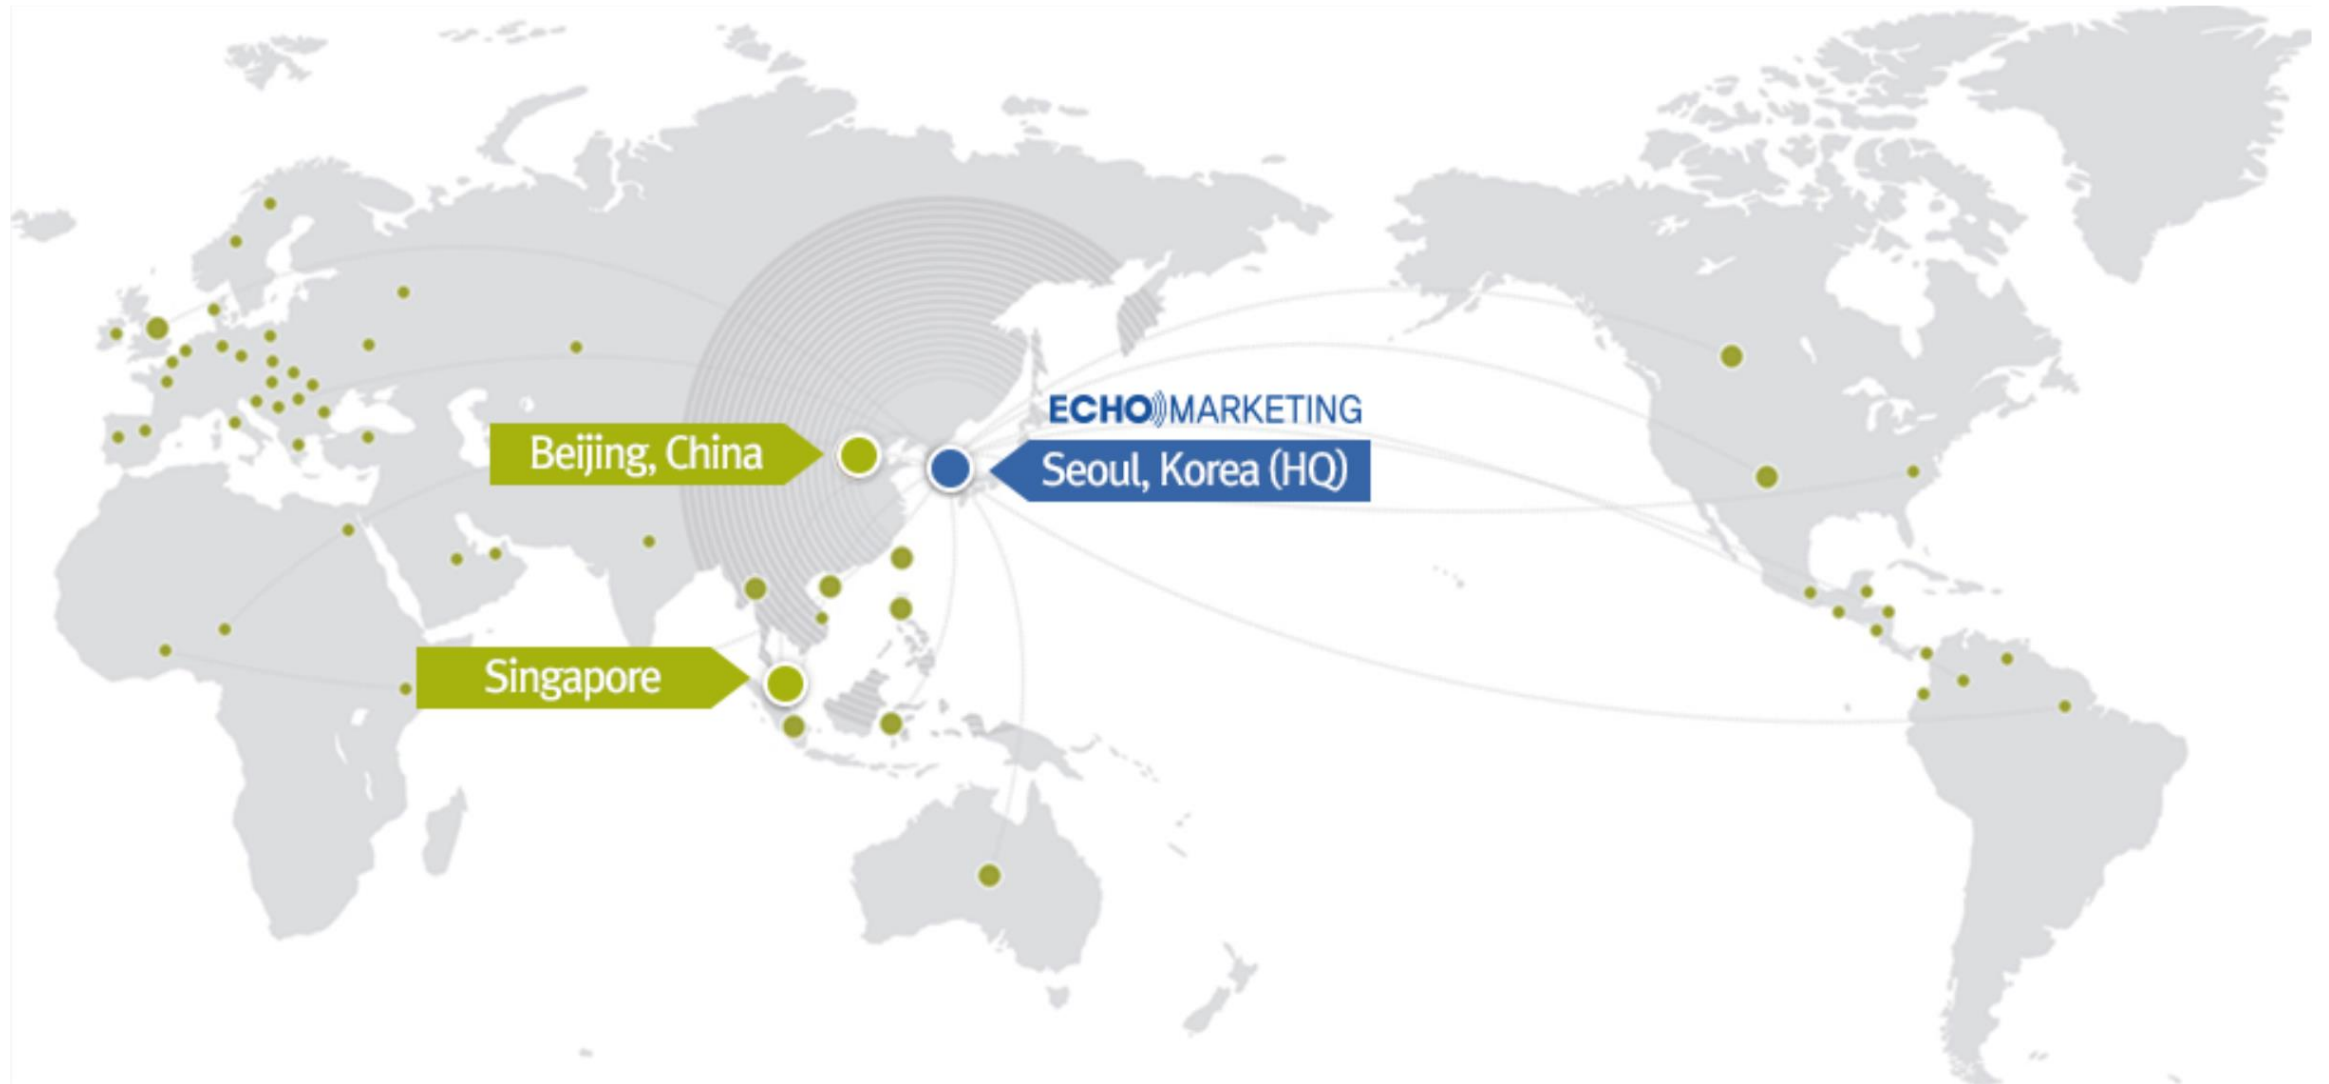 ECHO MARKETING
Beijing, China
Seoul, Korea (HQ)
Singapore